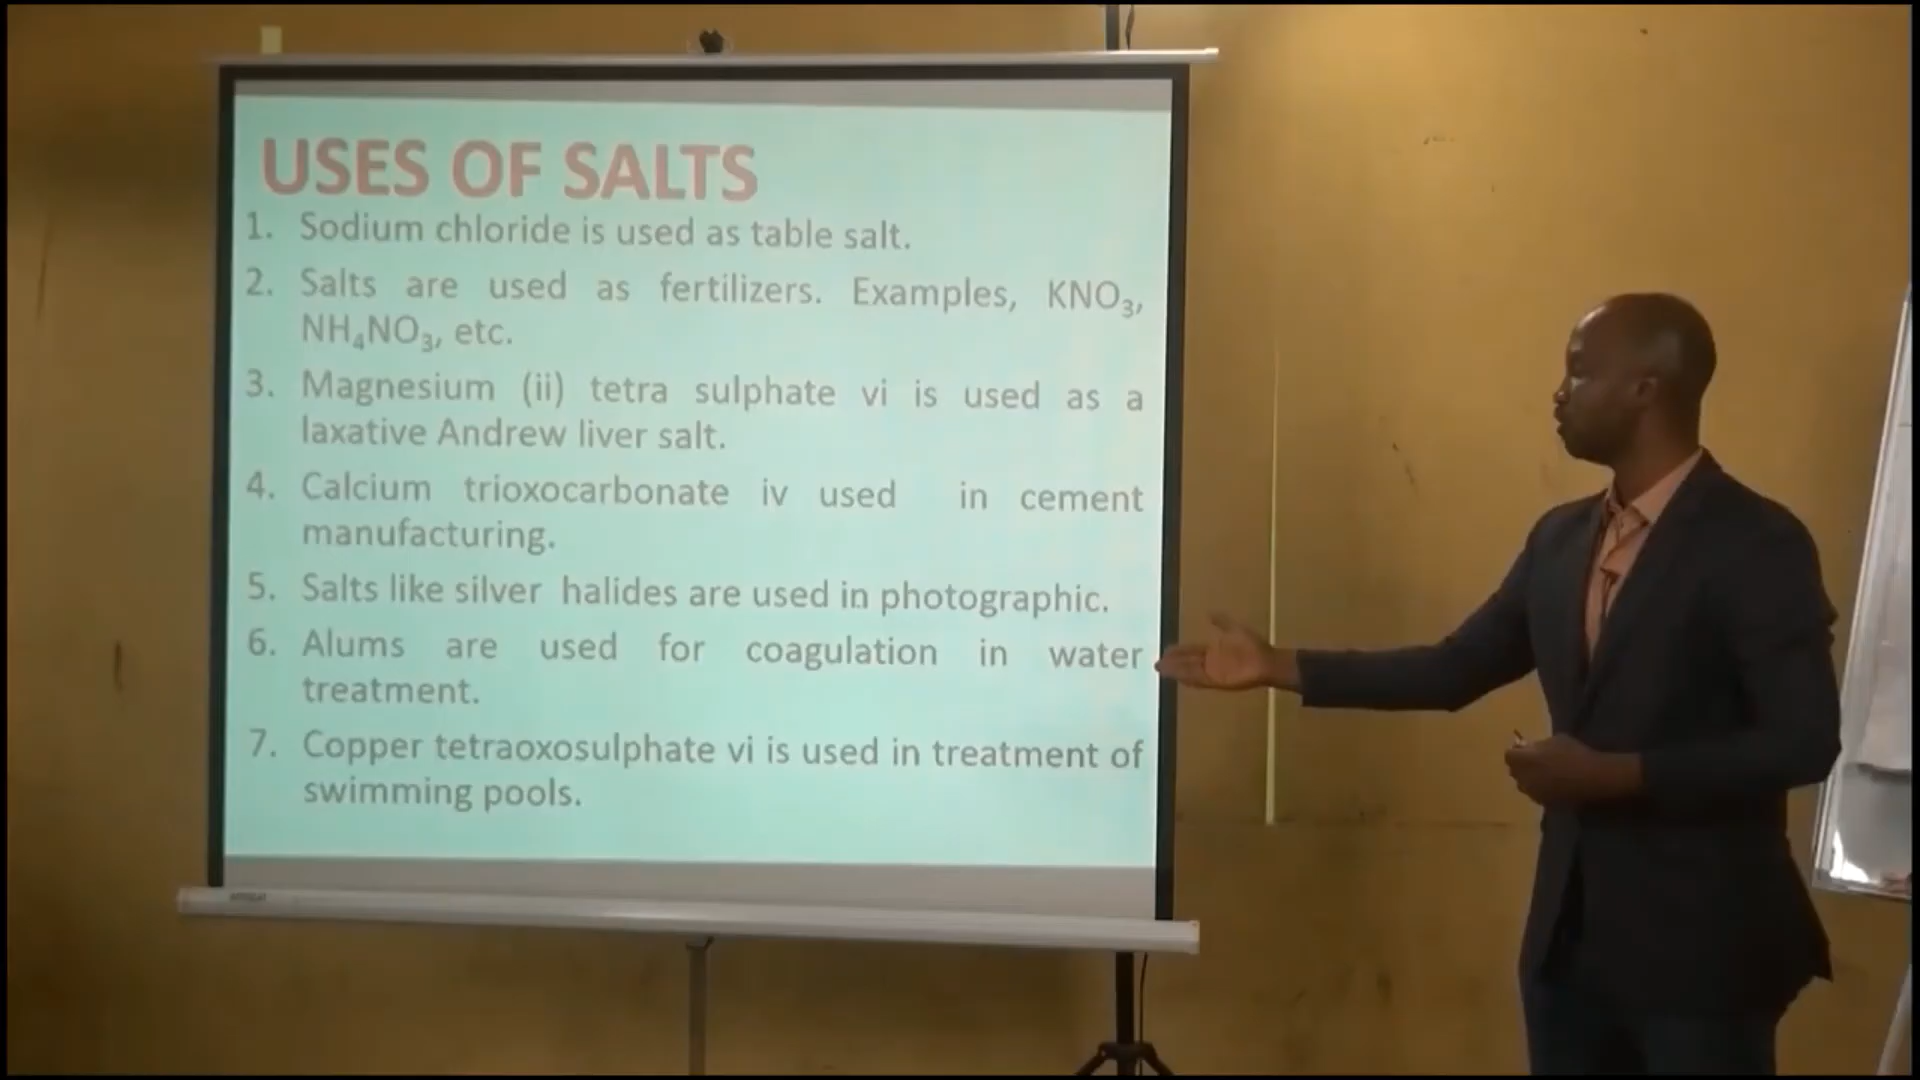 USES OF SALTS
1. Sodium chloride is used as table salt.
2. Salts are used as fertilizers. Examples, KNO₃,
NH₄NO₃, etc.
3. Magnesium (ii) tetra sulphate vi is used as a
laxative Andrew liver salt.
4. Calcium trioxocarbonate iv used in cement
manufacturing.
5. Salts like silver halides are used in photographic.
6. Alums are used for coagulation in water
treatment.
7. Copper tetraoxosulphate vi is used in treatment of
swimming pools.